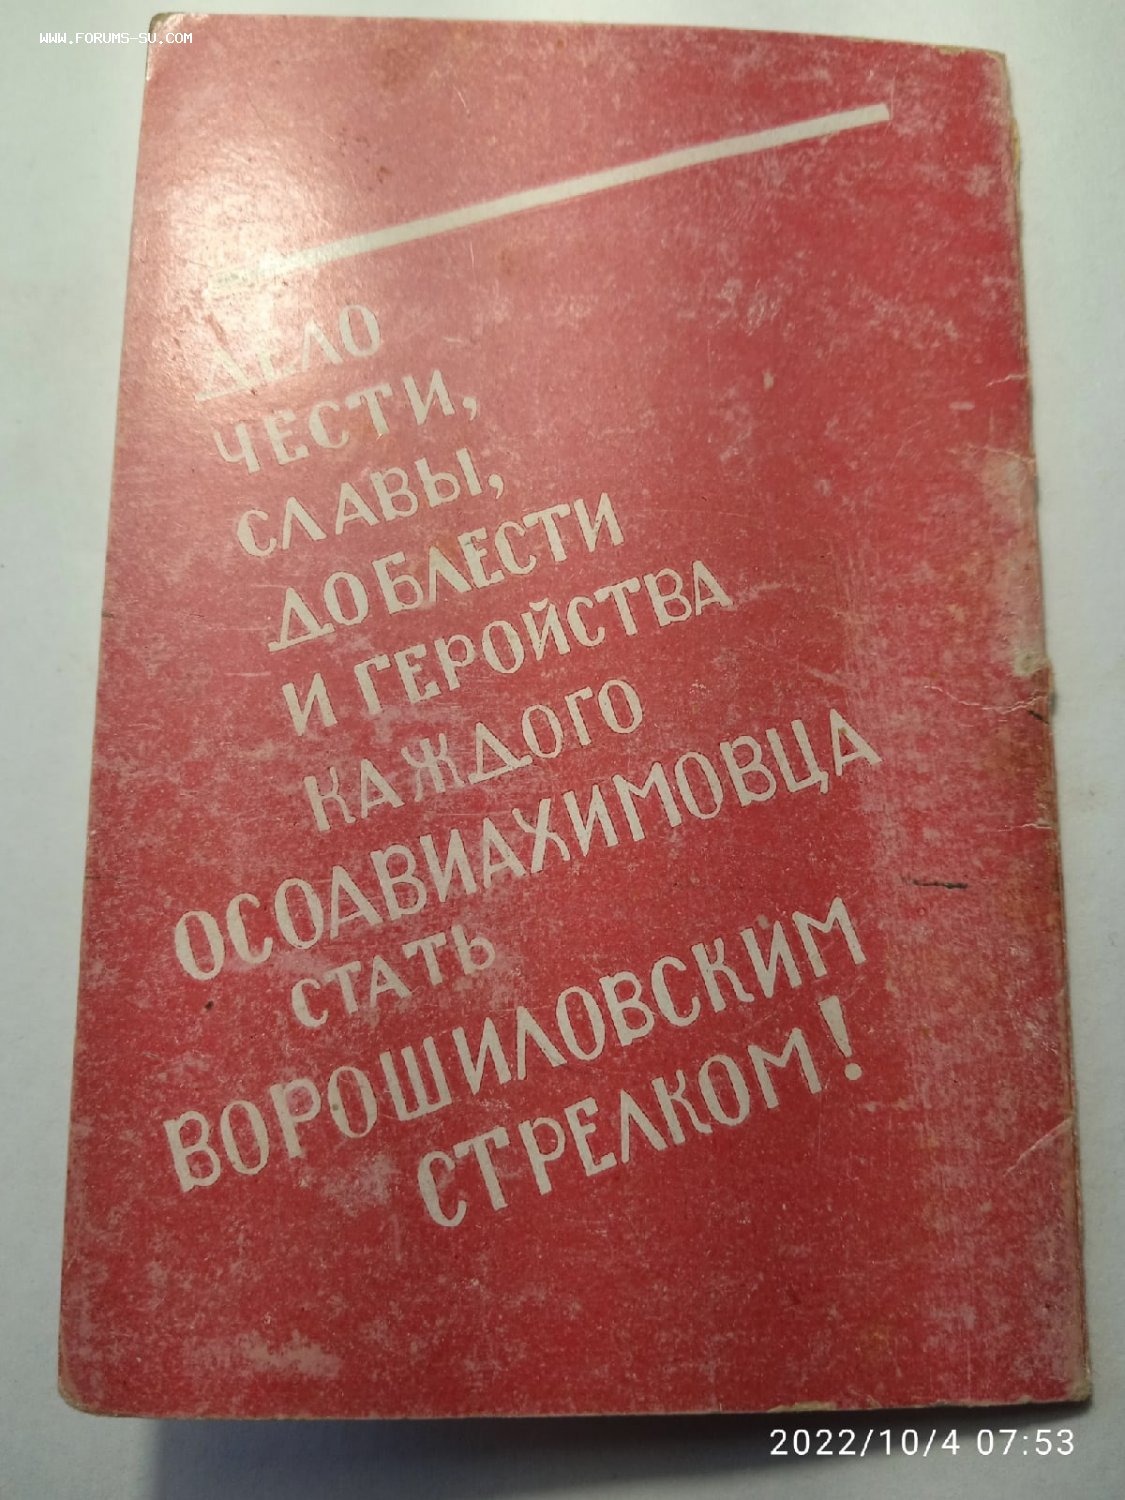 WWW.FORUMS-SU.COM
ДЕЛО
ЧЕСТИ,
СЛАВЫ,
ДОБЛЕСТИ
И ГЕРОЙСТВА
КАЖДОГО
ОСОАВИАХИМОВЦА
СТАТЬ
ВОРОШИЛОВСКИМ
СТРЕЛКОМ!
2022/10/4 07:53